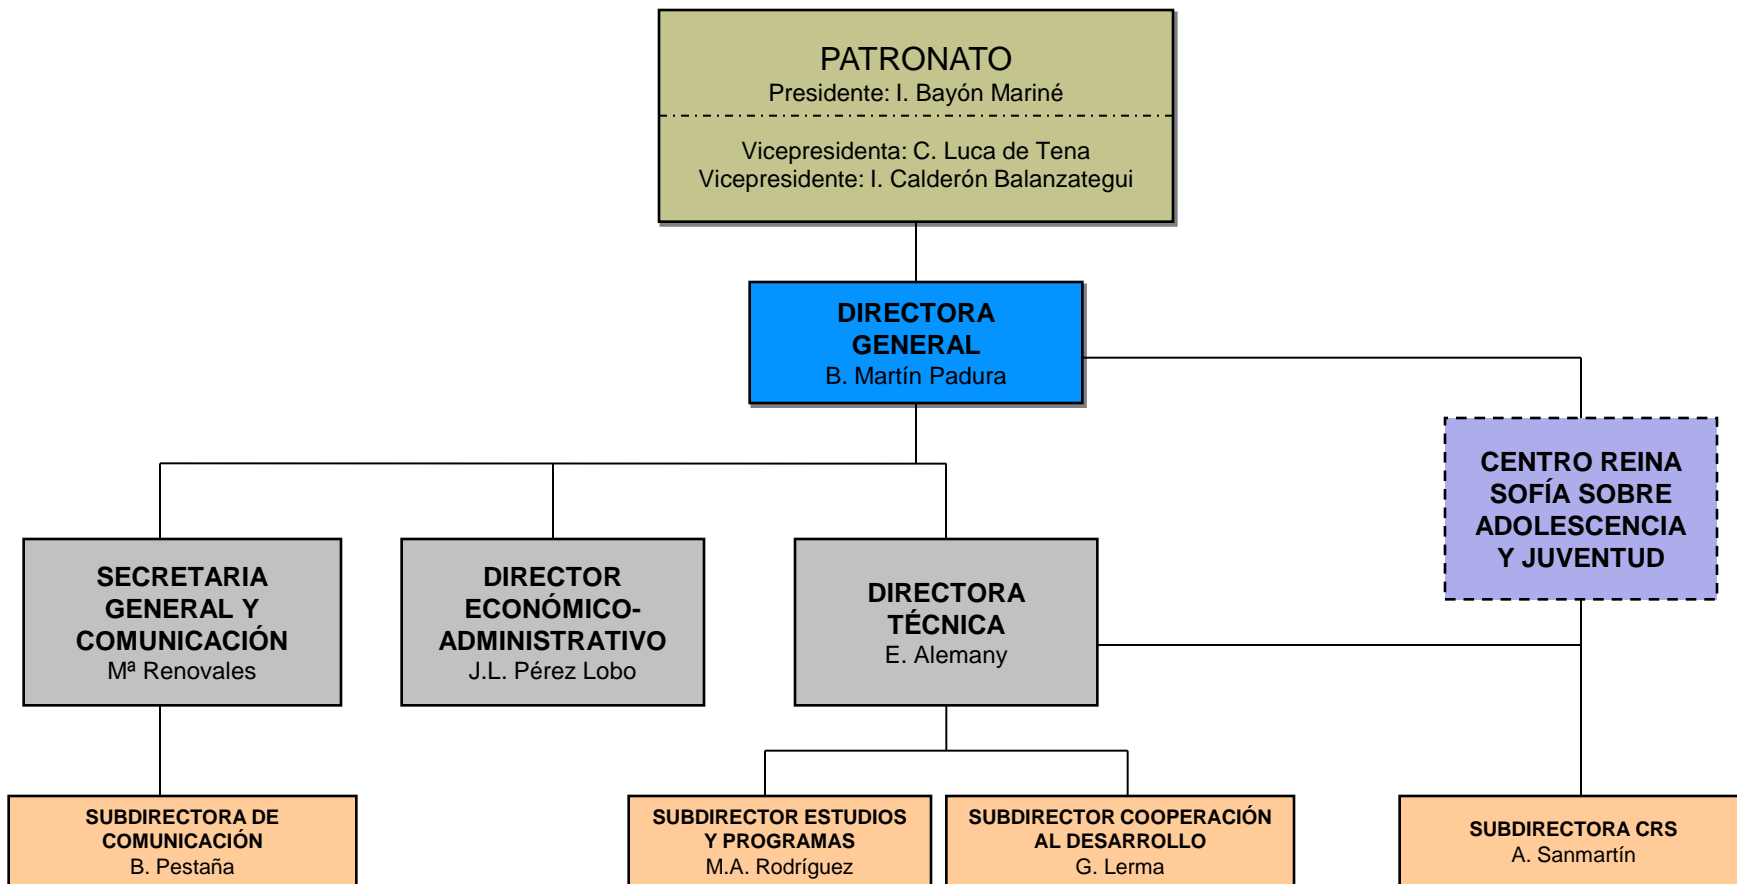 PATRONATO
Presidente: I. Bayón Mariné
Vicepresidenta: C. Luca de Tena
Vicepresidente: I. Calderón Balanzategui
DIRECTORA
GENERAL
B. Martín Padura
CENTRO REINA
SOFÍA SOBRE
ADOLESCENCIA
Y JUVENTUD
SECRETARIA
GENERAL Y
COMUNICACIÓN
Mª Renovales
DIRECTOR
ECONÓMICO-
ADMINISTRATIVO
J.L. Pérez Lobo
DIRECTORA
TÉCNICA
E. Alemany
SUBDIRECTORA DE
COMUNICACIÓN
B. Pestaña
SUBDIRECTOR ESTUDIOS
Y PROGRAMAS
M.A. Rodríguez
SUBDIRECTOR COOPERACIÓN
AL DESARROLLO
G. Lerma
SUBDIRECTORA CRS
A. Sanmartín